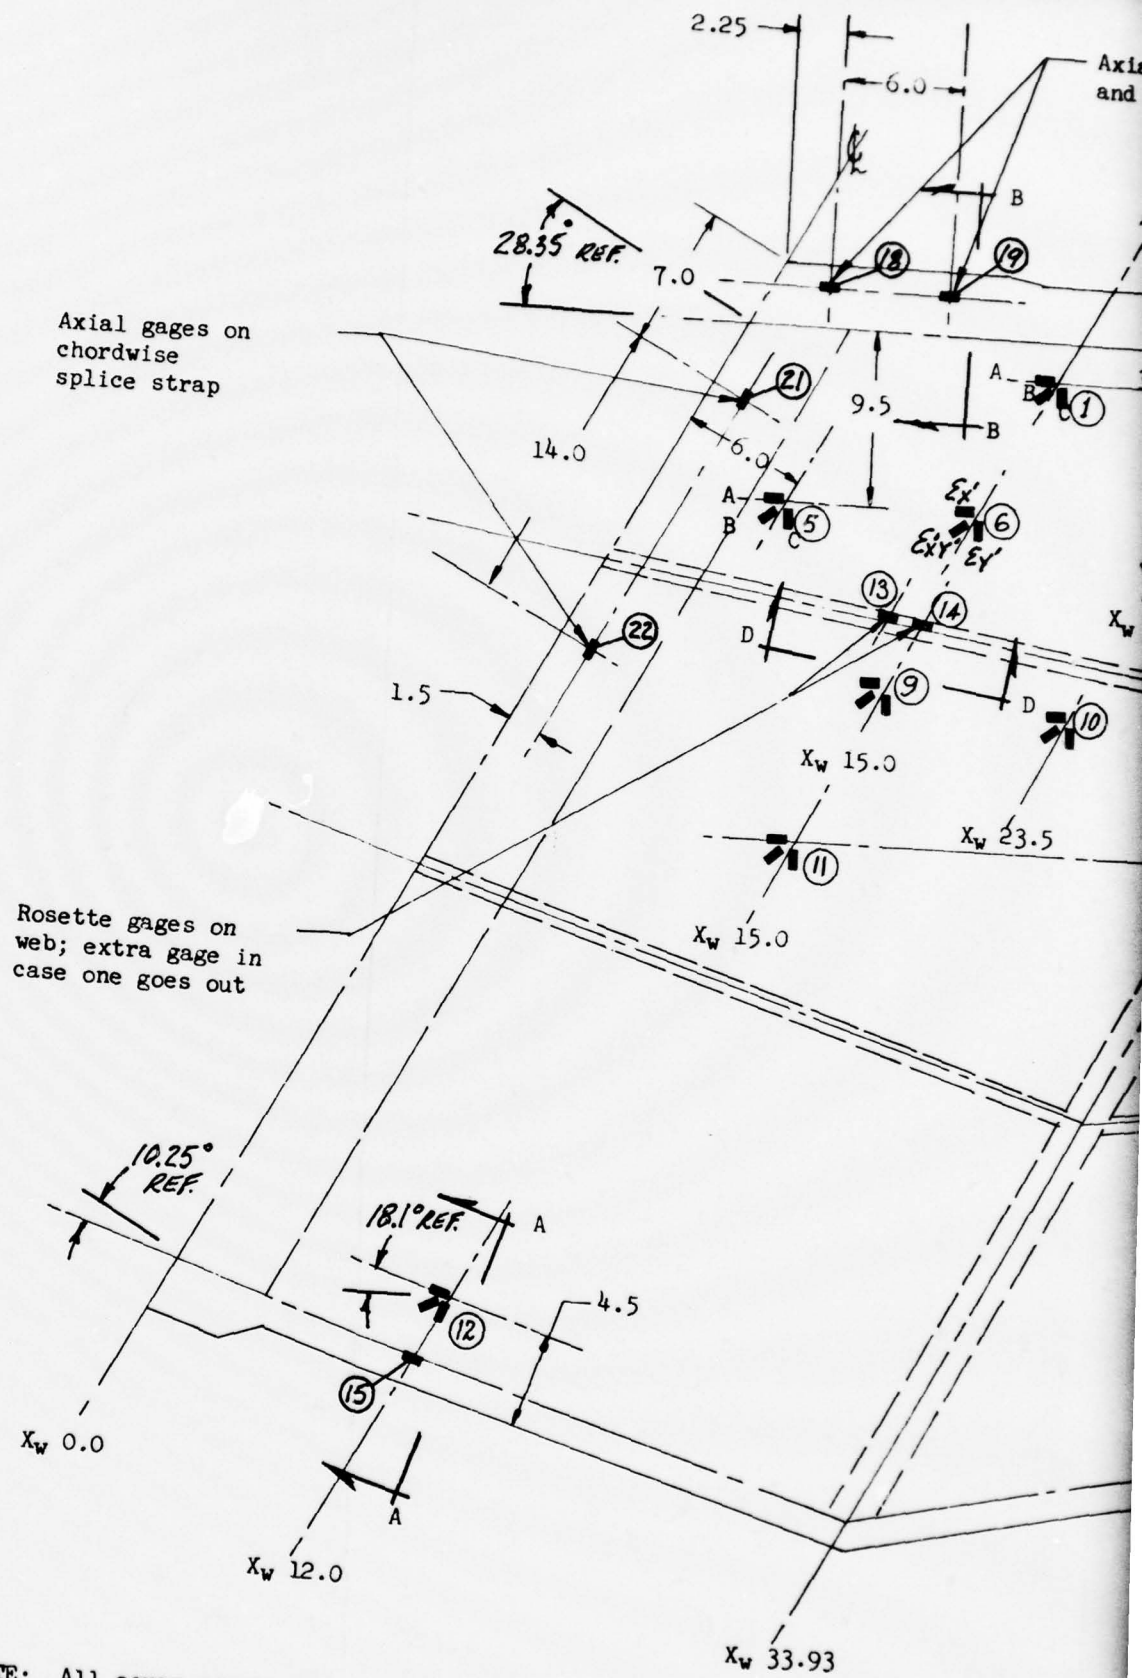 2.25
6.0
Axia
and
℄
B
28.35° REF.
7.0
18
19
Axial gages on
chordwise
splice strap
21
A
B
C
1
9.5
B
14.0
6.0
A
B
C
5
εx'
6
εx'y'
εy'
13
14
22
D
Xw
9
D
10
1.5
Xw 15.0
Xw 23.5
11
Rosette gages on
web; extra gage in
case one goes out
Xw 15.0
10.25°
REF.
18.1° REF.
A
4.5
12
15
Xw 0.0
A
Xw 12.0
Xw 33.93